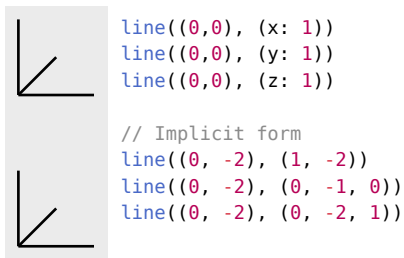 line((0,0), (x: 1))
line((0,0), (y: 1))
line((0,0), (z: 1))
// Implicit form
line((0, -2), (1, -2))
line((0, -2), (0, -1, 0))
line((0, -2), (0, -2, 1))